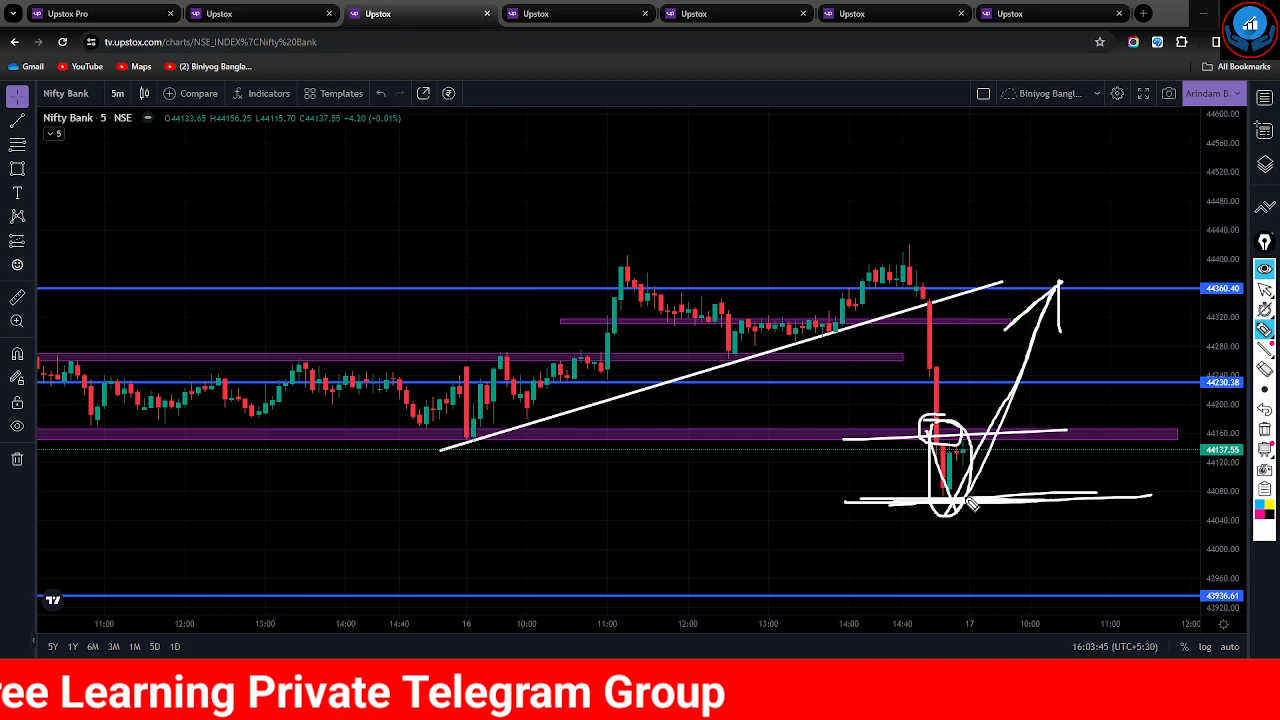 Upstox Pro Upstox Upstox Upstox Upstox Upstox Upstox
tv.upstox.com/charts/NSE_INDEX%7CNifty%20Bank
Gmail YouTube Maps (2) Biniyog Bangla... All Bookmarks
Nifty Bank 5m Compare Indicators Templates Biniyog Bangl... Arindam B.
Nifty Bank · 5 · NSE O44133.65 H44156.25 L44115.70 C44137.55 +4.20 (+0.01%)
5
44600.00
44560.00
44520.00
44480.00
44440.00
44400.00
44360.40
44320.00
44280.00
44240.00
44230.38
44200.00
44160.00
44137.55
44120.00
44080.00
44040.00
44000.00
43960.00
43936.61
43920.00
11:00 12:00 13:00 14:00 14:40 16 10:00 11:00 12:00 13:00 14:00 14:40 17 10:00 11:00 12:00
5Y 1Y 6M 3M 1M 5D 1D 16:03:45 (UTC+5:30) % log auto
ree Learning Private Telegram Group